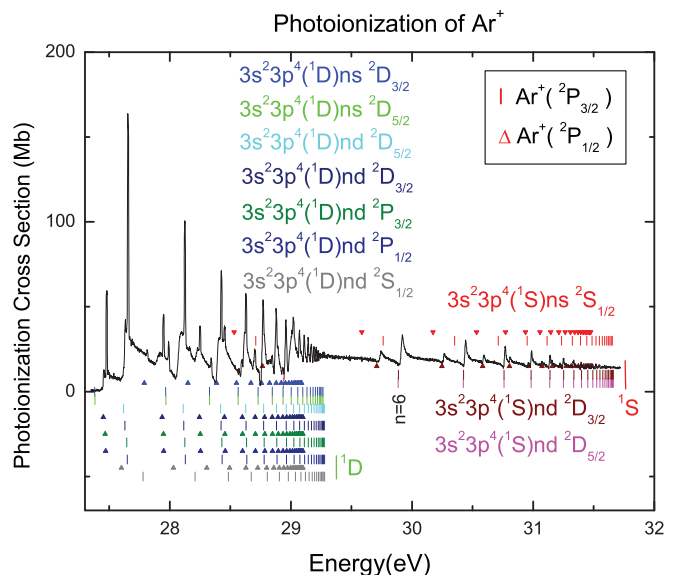 Photoionization of Ar⁺
Photoionization Cross Section (Mb)
200
100
0
3s²3p⁴(¹D)ns ²D₃/₂
3s²3p⁴(¹D)ns ²D₅/₂
3s²3p⁴(¹D)nd ²D₅/₂
3s²3p⁴(¹D)nd ²D₃/₂
3s²3p⁴(¹D)nd ²P₃/₂
3s²3p⁴(¹D)nd ²P₁/₂
3s²3p⁴(¹D)nd ²S₁/₂
Ar⁺(²P₃/₂)
Δ Ar⁺(²P₁/₂)
3s²3p⁴(¹S)ns ²S₁/₂
n=6
3s²3p⁴(¹S)nd ²D₃/₂
3s²3p⁴(¹S)nd ²D₅/₂
¹S
¹D
28 29 30 31 32
Energy(eV)